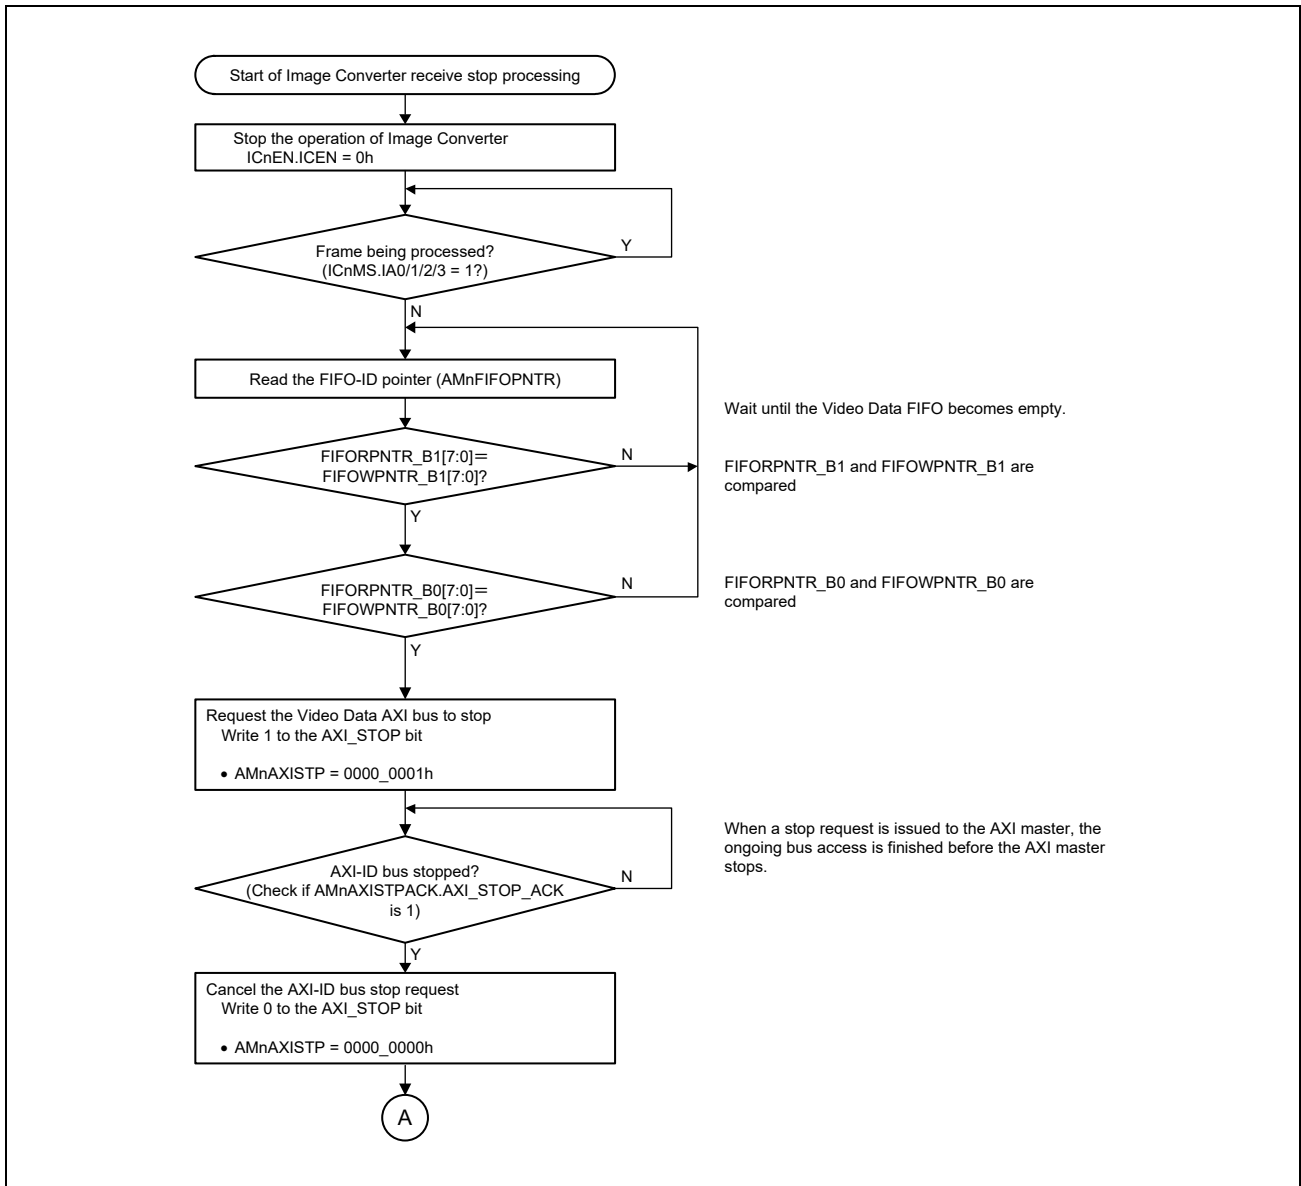 Start of Image Converter receive stop processing
Stop the operation of Image Converter
ICnEN.ICEN = 0h
Frame being processed?
(ICnMS.IA0/1/2/3 = 1?)
Y
N
Read the FIFO-ID pointer (AMnFIFOPNTR)
Wait until the Video Data FIFO becomes empty.
FIFORPNTR_B1[7:0]=
FIFOWPNTR_B1[7:0]?
N
FIFORPNTR_B1 and FIFOWPNTR_B1 are
compared
Y
FIFORPNTR_B0[7:0]=
FIFOWPNTR_B0[7:0]?
N
FIFORPNTR_B0 and FIFOWPNTR_B0 are
compared
Y
Request the Video Data AXI bus to stop
Write 1 to the AXI_STOP bit
• AMnAXISTP = 0000_0001h
When a stop request is issued to the AXI master, the
ongoing bus access is finished before the AXI master
stops.
AXI-ID bus stopped?
(Check if AMnAXISTPACK.AXI_STOP_ACK
is 1)
N
Y
Cancel the AXI-ID bus stop request
Write 0 to the AXI_STOP bit
• AMnAXISTP = 0000_0000h
A